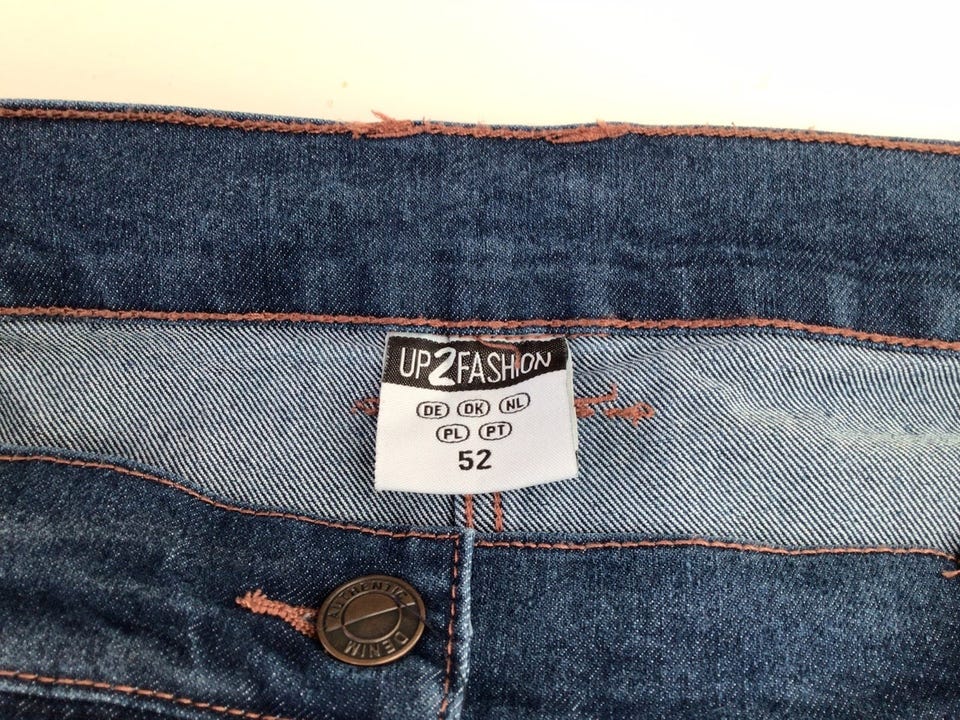 UP2FASHION
DE DK NL
PL PT
52
AUTHENTIC
DENIM